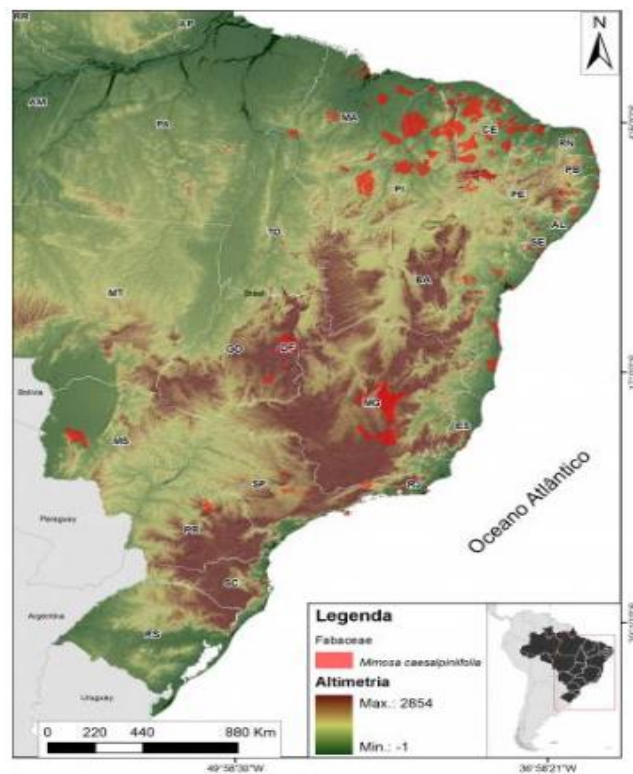 N
RR
AP
AM
PA
MA
CE
RN
PB
PI
PE
AL
SE
TO
BA
MT
Brasil
GO
DF
Bolívia
MG
ES
MS
SP
RJ
Paraguay
PR
SC
Argentina
RS
Uruguay
Oceano Atlântico
Legenda
Fabaceae
Mimosa caesalpiniifolia
Altimetria
Max.: 2854
Min.: -1
0 220 440 880 Km
49°58'39"W
36°58'21"W